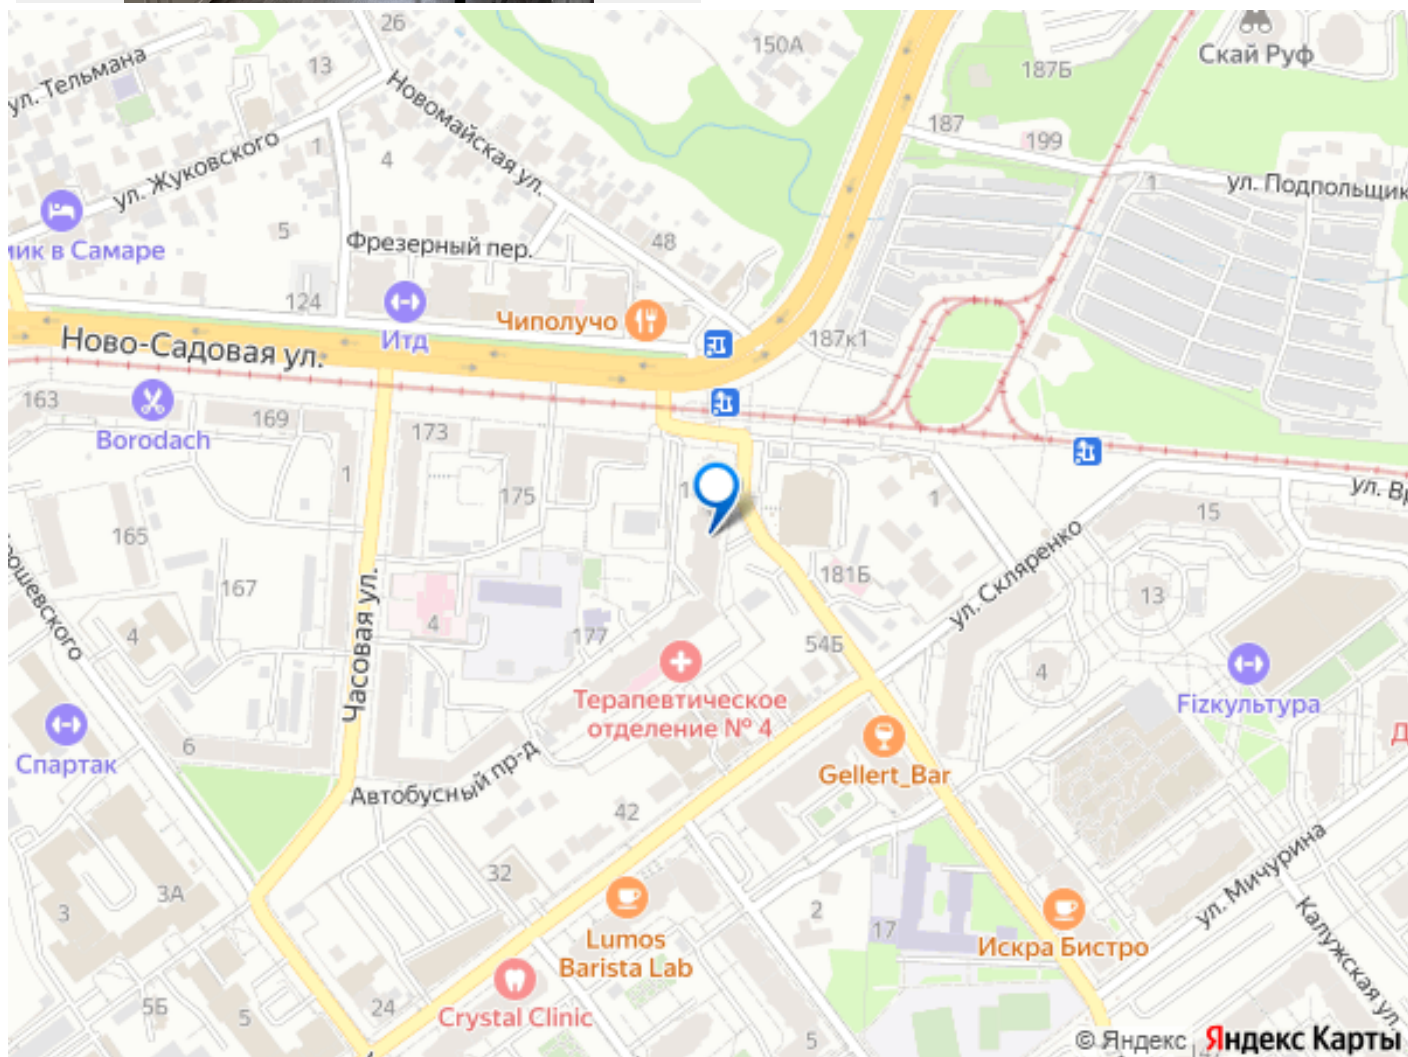 26
150А
Скай Руф
ул. Тельмана
13
187Б
Новомайская ул.
187
199
1
4
ул. Жуковского
1
ул. Подпольщик
5
Фрезерный пер.
48
мик в Самаре
124
Чиполучо
187к1
Ново-Садовая ул.
Итд
163
169
173
Borodach
1
175
1
1
ул. Вр
15
165
ул. Скляренко
181Б
167
13
рошевского
4
Часовая ул.
4
177
54Б
4
Терапевтическое
отделение № 4
Fizкультура
6
Спартак
Д
Автобусный пр-д
Gellert_Bar
42
32
3А
3
ул. Мичурина
2
17
Lumos
Barista Lab
Искра Бистро
Калужская ул.
5Б
5
24
Crystal Clinic
5
© Яндекс Яндекс Карты